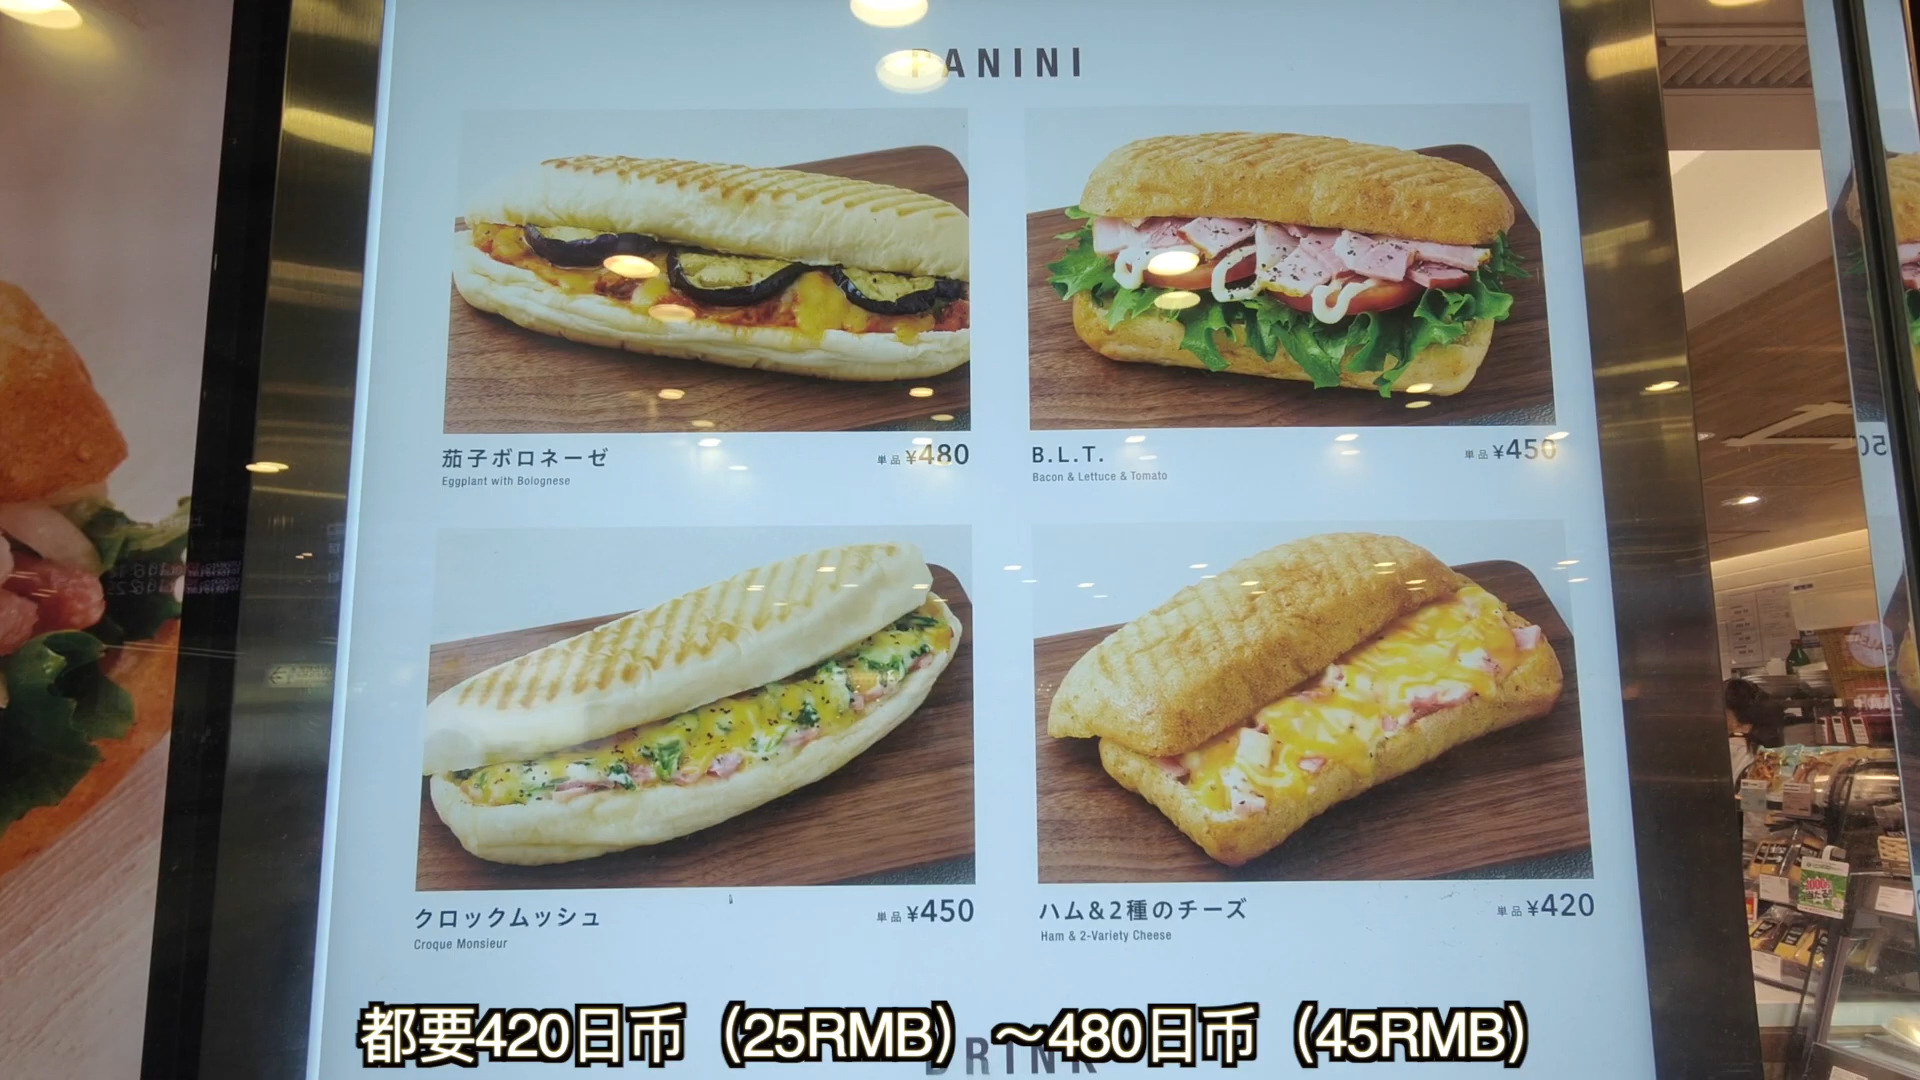 PANINI
茄子ボロネーゼ 単品 ¥480
Eggplant with Bolognese
B.L.T. 単品 ¥450
Bacon & Lettuce & Tomato
クロックムッシュ 単品 ¥450
Croque Monsieur
ハム&2種のチーズ 単品 ¥420
Ham & 2-Variety Cheese
都要420日币（25RMB）～480日币（45RMB）
DRINK